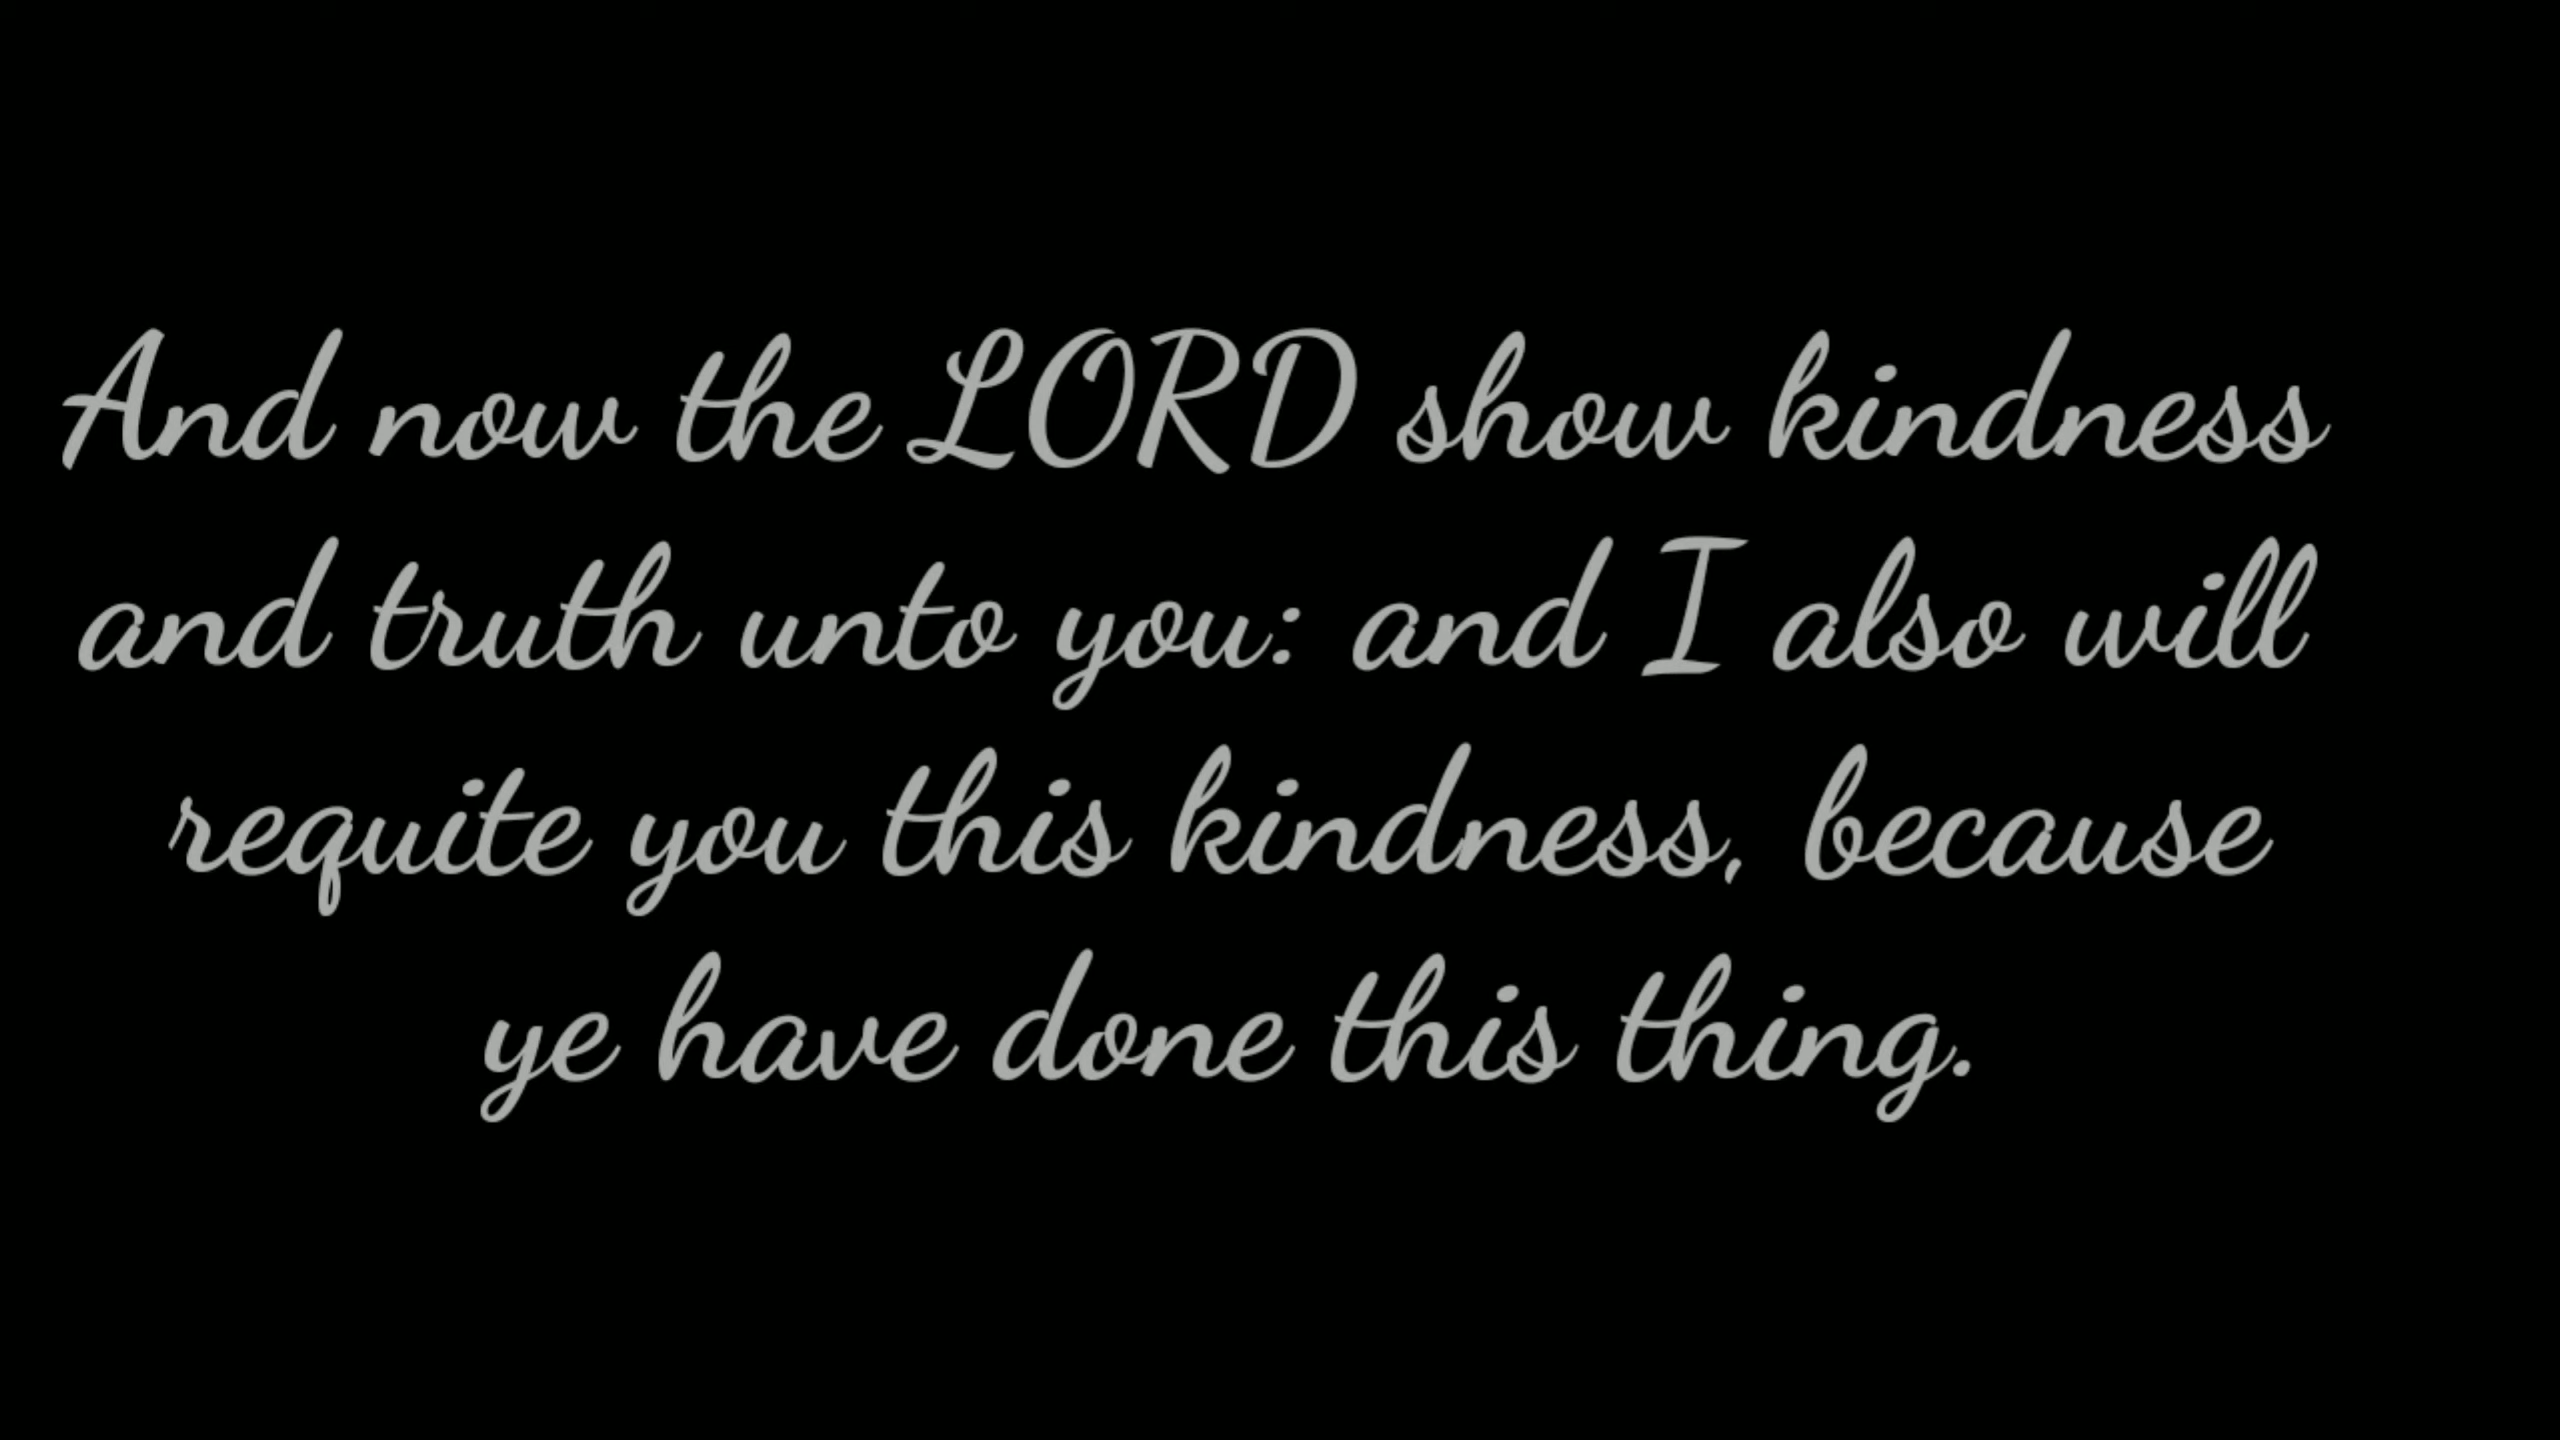 And now the LORD show kindness
and truth unto you: and I also will
requite you this kindness, because
ye have done this thing.